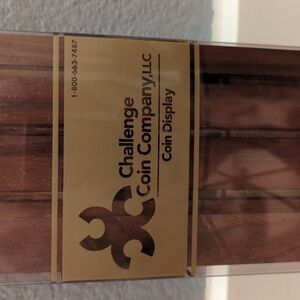 1-800-663-7487
Challenge
Coin Company,LLC
Coin Display